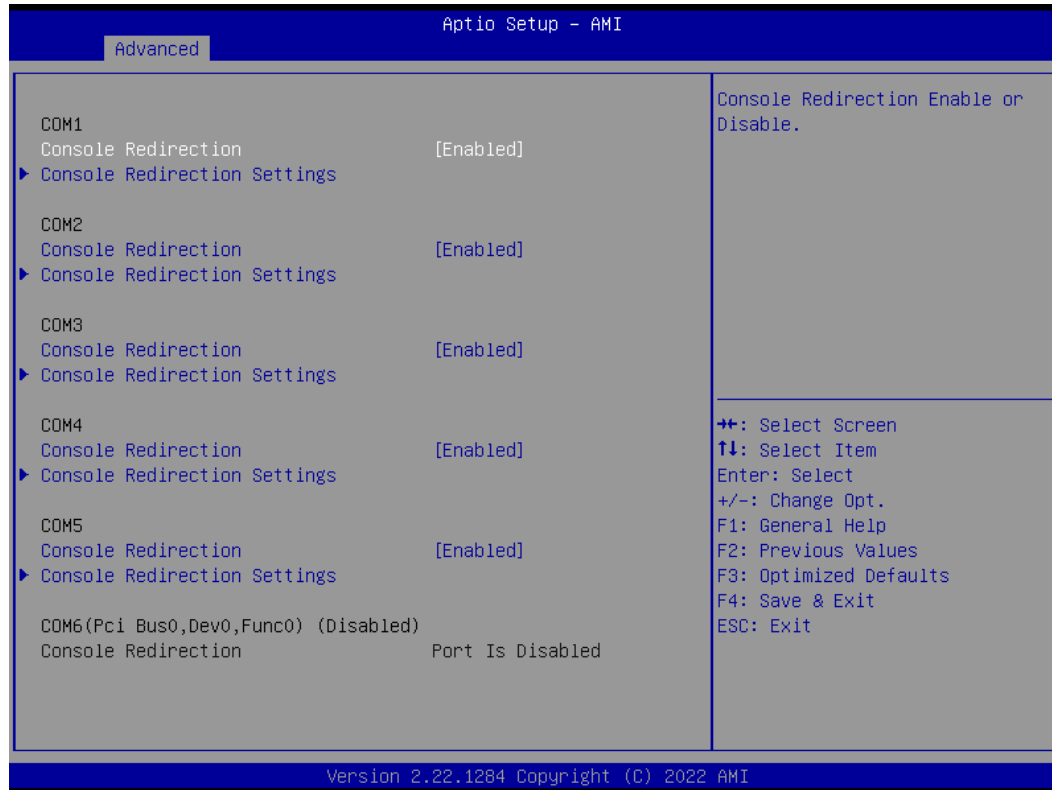 Aptio Setup – AMI
Advanced
COM1
Console Redirection [Enabled]
Console Redirection Settings
COM2
Console Redirection [Enabled]
Console Redirection Settings
COM3
Console Redirection [Enabled]
Console Redirection Settings
COM4
Console Redirection [Enabled]
Console Redirection Settings
COM5
Console Redirection [Enabled]
Console Redirection Settings
COM6(Pci Bus0,Dev0,Func0) (Disabled)
Console Redirection Port Is Disabled
Console Redirection Enable or
Disable.
→←: Select Screen
↑↓: Select Item
Enter: Select
+/-: Change Opt.
F1: General Help
F2: Previous Values
F3: Optimized Defaults
F4: Save & Exit
ESC: Exit
Version 2.22.1284 Copyright (C) 2022 AMI